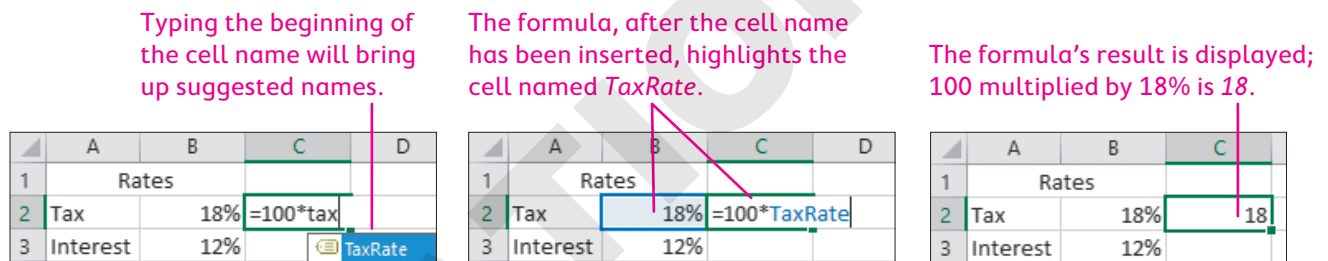 Typing the beginning of
the cell name will bring
up suggested names.
The formula, after the cell name
has been inserted, highlights the
cell named TaxRate.
The formula’s result is displayed;
100 multiplied by 18% is 18.
A B C D
1 Rates
2 Tax 18% =100*tax
3 Interest 12% TaxRate
A B C D
1 Rates
2 Tax 18% =100*TaxRate
3 Interest 12%
A B C
1 Rates
2 Tax 18% 18
3 Interest 12%
TION